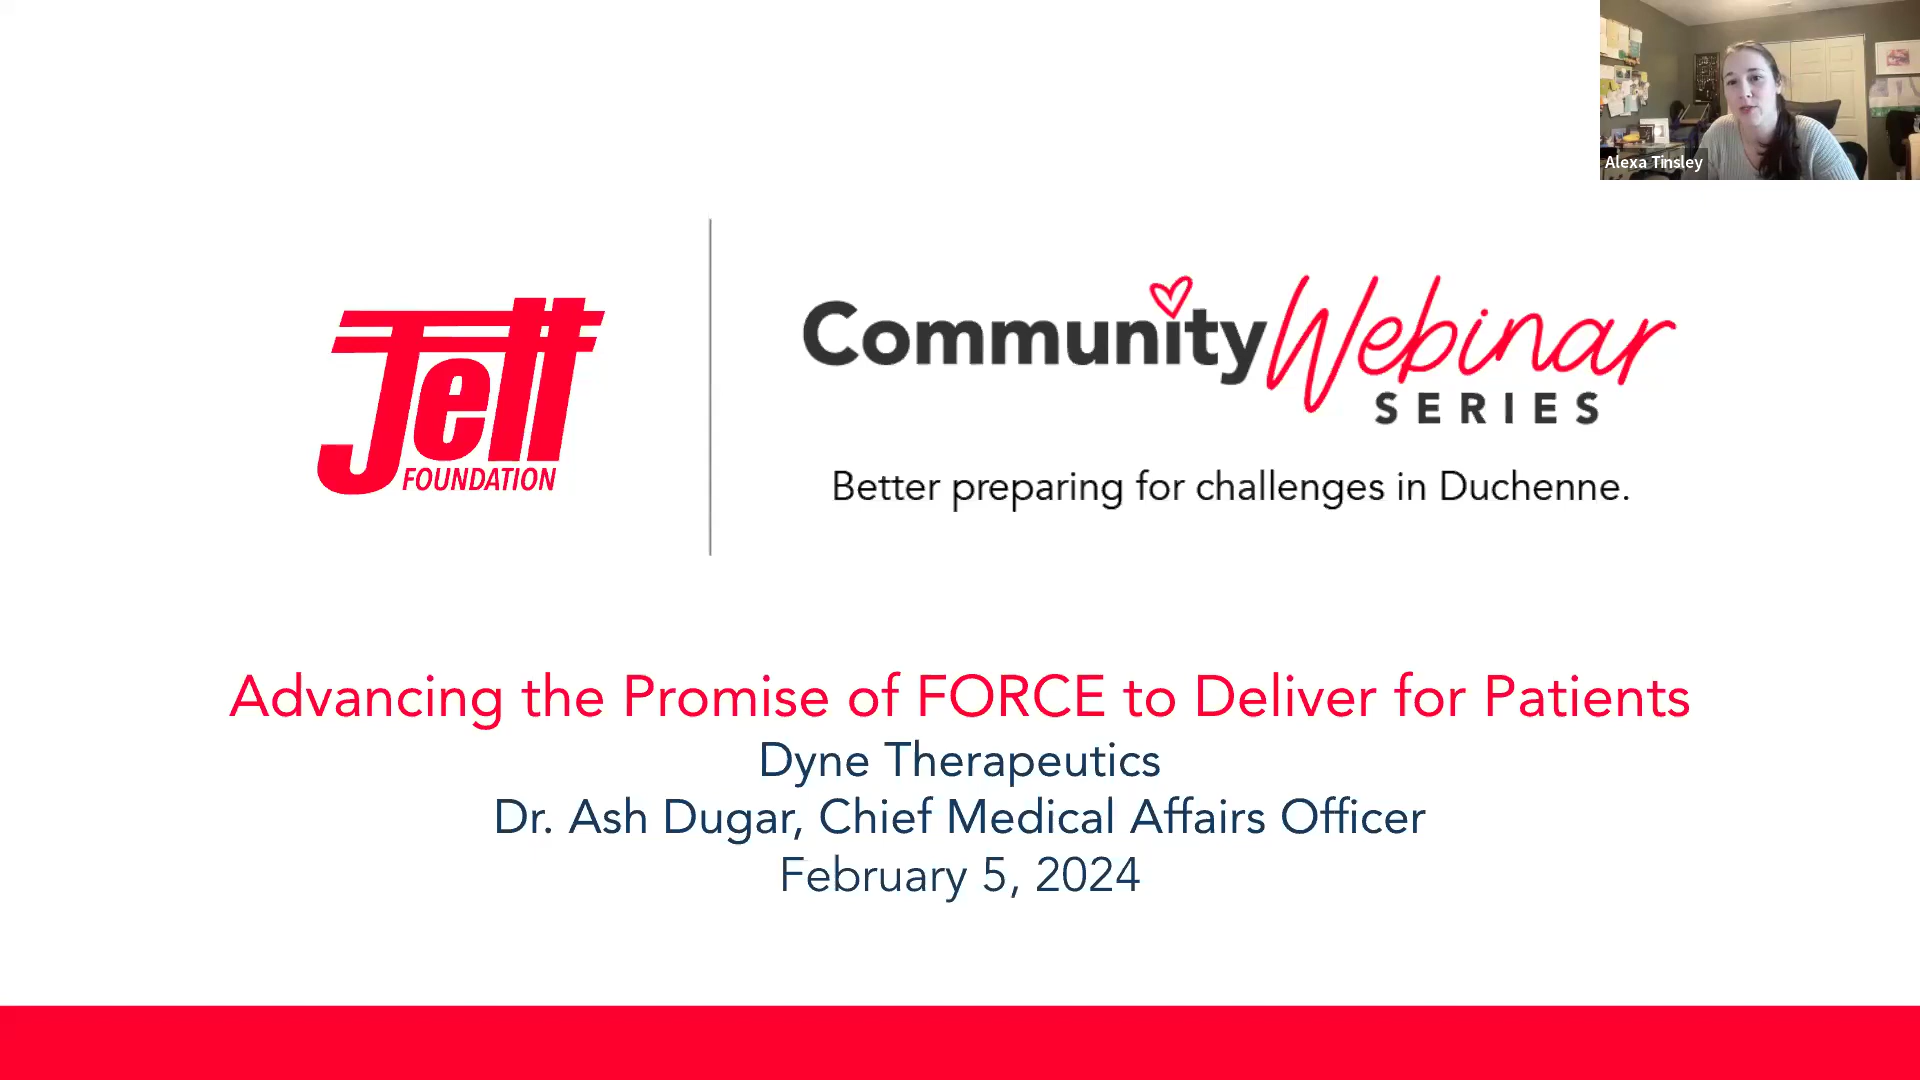 Alexa Tinsley
Jett
FOUNDATION
Community Webinar
SERIES
Better preparing for challenges in Duchenne.
Advancing the Promise of FORCE to Deliver for Patients
Dyne Therapeutics
Dr. Ash Dugar, Chief Medical Affairs Officer
February 5, 2024